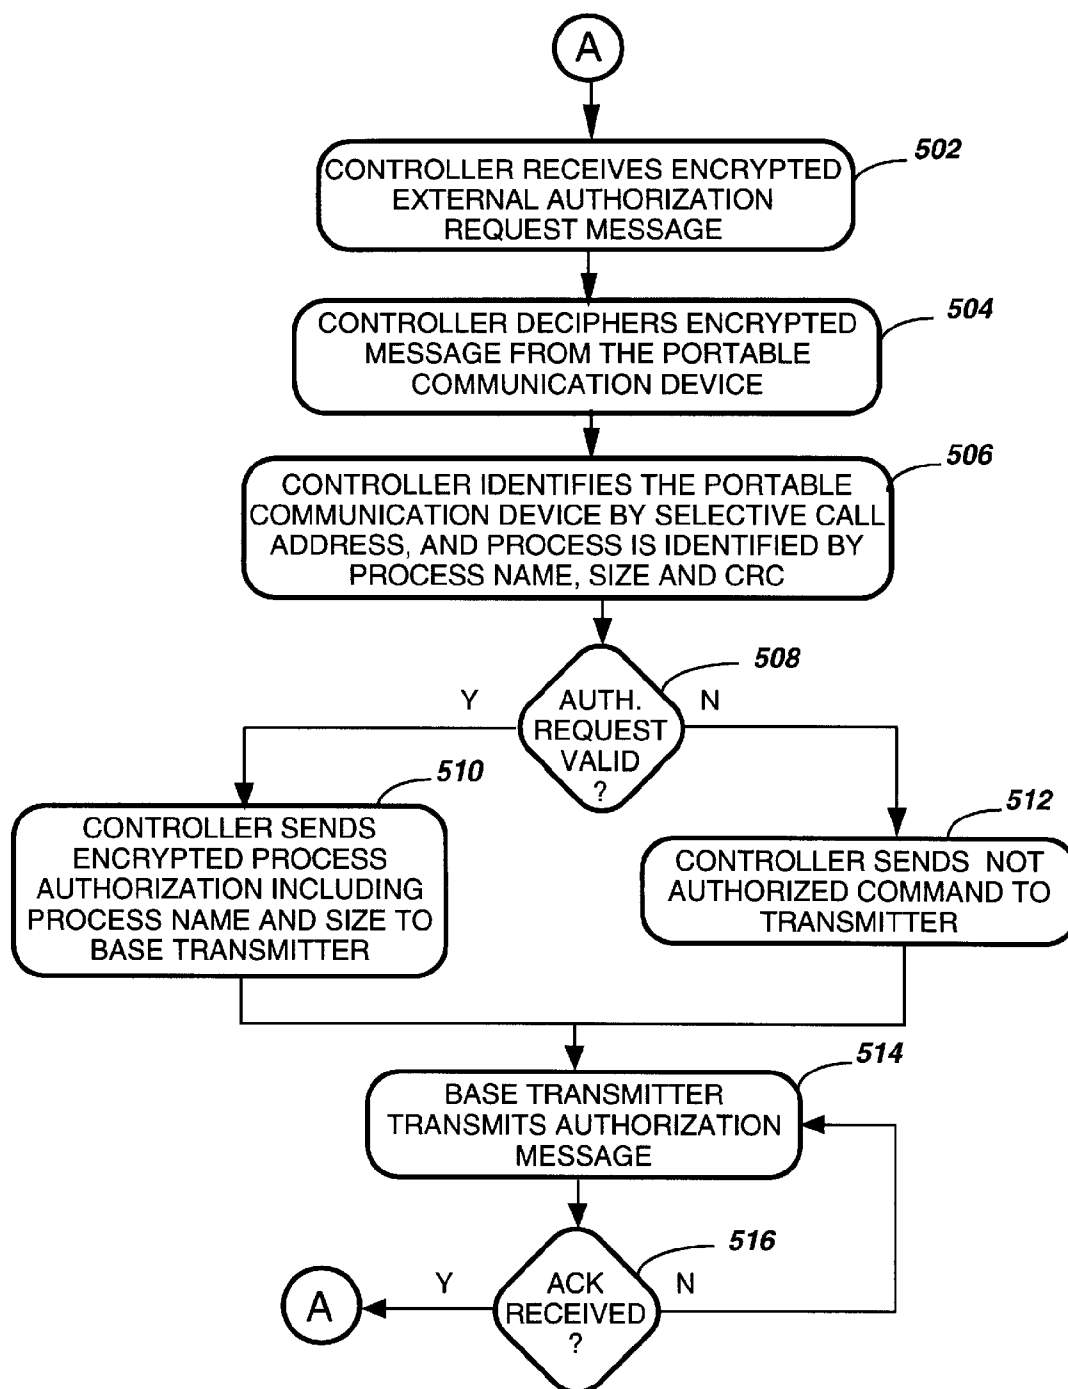 A
502
CONTROLLER RECEIVES ENCRYPTED
EXTERNAL AUTHORIZATION
REQUEST MESSAGE
504
CONTROLLER DECIPHERS ENCRYPTED
MESSAGE FROM THE PORTABLE
COMMUNICATION DEVICE
506
CONTROLLER IDENTIFIES THE PORTABLE
COMMUNICATION DEVICE BY SELECTIVE CALL
ADDRESS, AND PROCESS IS IDENTIFIED BY
PROCESS NAME, SIZE AND CRC
508
Y
N
AUTH.
REQUEST
VALID
?
510
CONTROLLER SENDS
ENCRYPTED PROCESS
AUTHORIZATION INCLUDING
PROCESS NAME AND SIZE TO
BASE TRANSMITTER
512
CONTROLLER SENDS NOT
AUTHORIZED COMMAND TO
TRANSMITTER
514
BASE TRANSMITTER
TRANSMITS AUTHORIZATION
MESSAGE
516
Y
N
ACK
RECEIVED
?
A